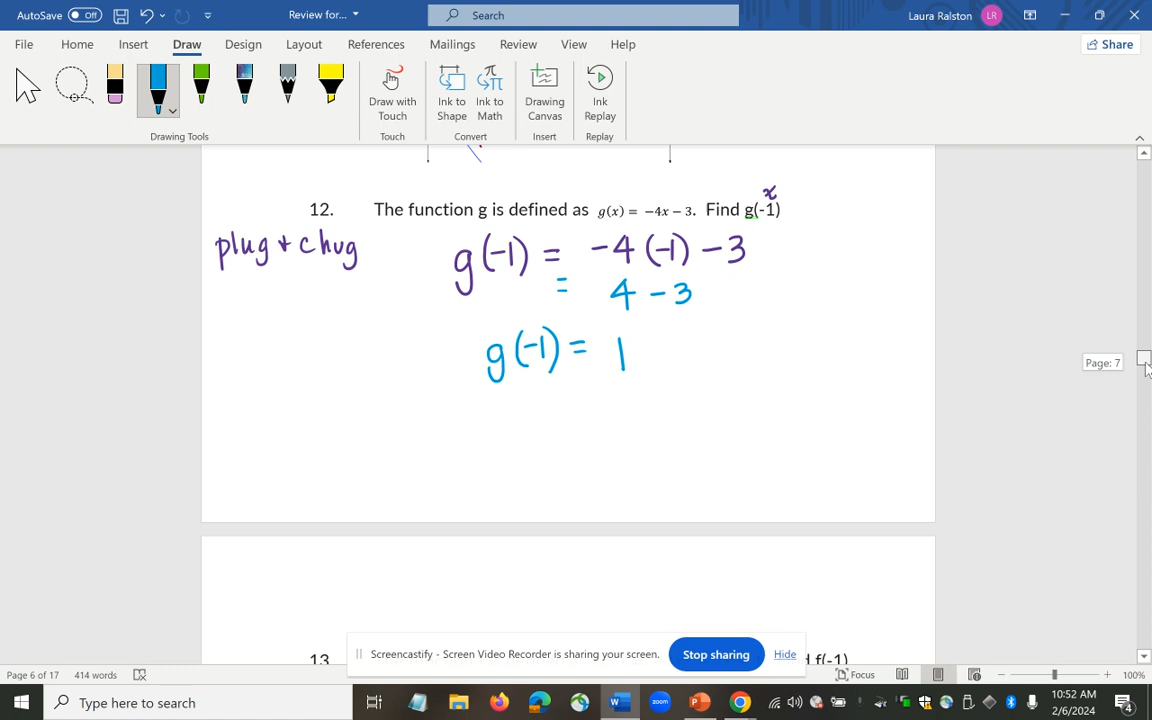 AutoSave Off Review for... Search Laura Ralston LR
File Home Insert Draw Design Layout References Mailings Review View Help Share
Draw with Touch Ink to Shape Ink to Math Drawing Canvas Ink Replay
Drawing Tools Touch Convert Insert Replay
x
12. The function g is defined as g(x) = −4x − 3. Find g(-1)
plug + chug g(-1) = -4(-1) - 3
= 4 - 3
g(-1) = 1
Page: 7
13. d f(-1)
Screencastify - Screen Video Recorder is sharing your screen. Stop sharing Hide
Page 6 of 17 414 words Focus 100%
Type here to search zoom 10:52 AM
2/6/2024 4